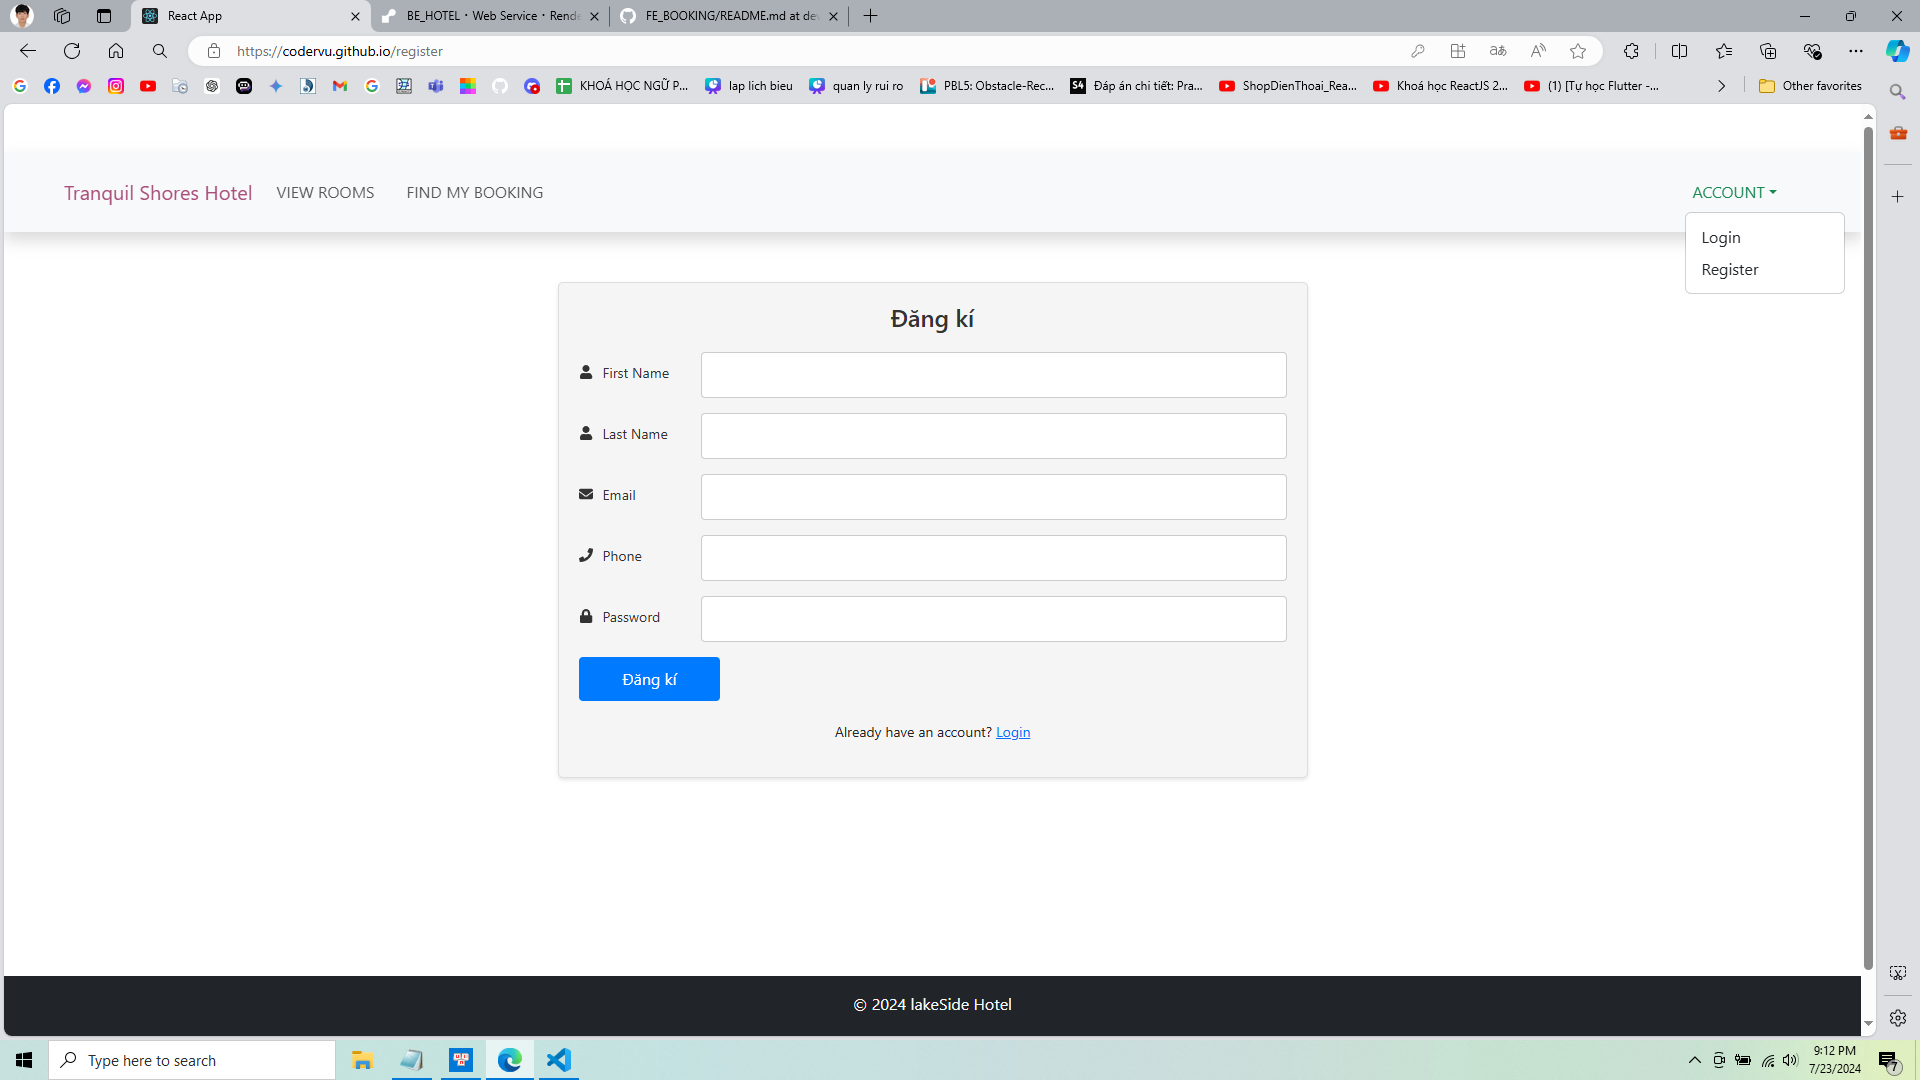 React App
BE_HOTEL · Web Service · Rende
FE_BOOKING/README.md at dev
https://codervu.github.io/register
KHOÁ HỌC NGỮ P...
lap lich bieu
quan ly rui ro
PBL5: Obstacle-Rec...
S4
Đáp án chi tiết: Pra...
ShopDienThoai_Rea...
Khoá học ReactJS 2...
(1) [Tự học Flutter -...
Other favorites
Tranquil Shores Hotel
VIEW ROOMS
FIND MY BOOKING
ACCOUNT
Login
Register
Đăng kí
First Name
Last Name
Email
Phone
Password
Đăng kí
Already have an account? Login
© 2024 lakeSide Hotel
Type here to search
9:12 PM
7/23/2024
7